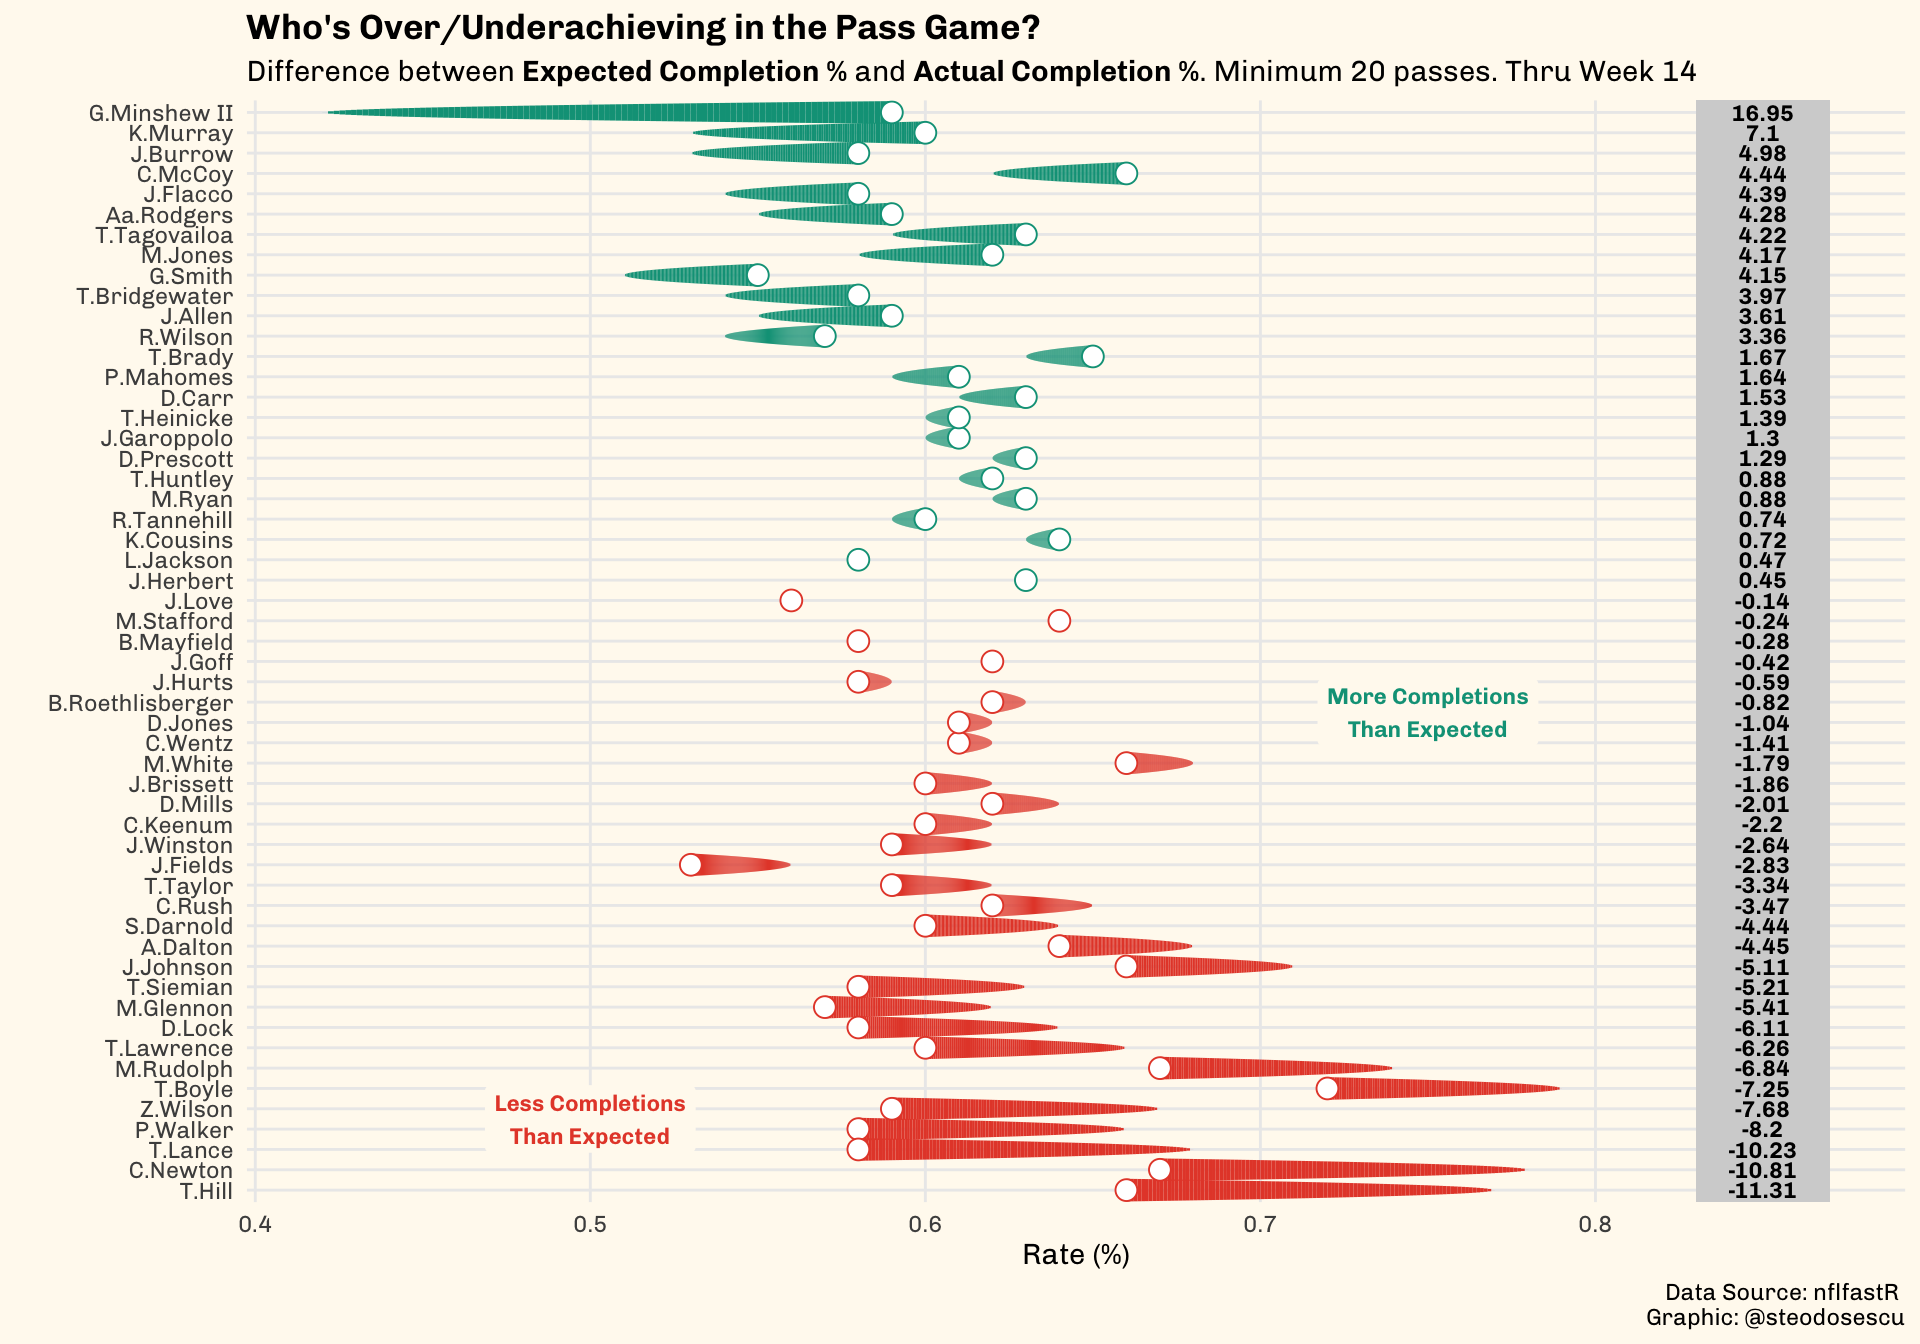 Who's Over/Underachieving in the Pass Game?
Difference between Expected Completion % and Actual Completion %. Minimum 20 passes. Thru Week 14
G.Minshew II 16.95
K.Murray 7.1
J.Burrow 4.98
C.McCoy 4.44
J.Flacco 4.39
Aa.Rodgers 4.28
T.Tagovailoa 4.22
M.Jones 4.17
G.Smith 4.15
T.Bridgewater 3.97
J.Allen 3.61
R.Wilson 3.36
T.Brady 1.67
P.Mahomes 1.64
D.Carr 1.53
T.Heinicke 1.39
J.Garoppolo 1.3
D.Prescott 1.29
T.Huntley 0.88
M.Ryan 0.88
R.Tannehill 0.74
K.Cousins 0.72
L.Jackson 0.47
J.Herbert 0.45
J.Love -0.14
M.Stafford -0.24
B.Mayfield -0.28
J.Goff -0.42
J.Hurts -0.59
B.Roethlisberger -0.82
D.Jones -1.04
C.Wentz -1.41
M.White -1.79
J.Brissett -1.86
D.Mills -2.01
C.Keenum -2.2
J.Winston -2.64
J.Fields -2.83
T.Taylor -3.34
C.Rush -3.47
S.Darnold -4.44
A.Dalton -4.45
J.Johnson -5.11
T.Siemian -5.21
M.Glennon -5.41
D.Lock -6.11
T.Lawrence -6.26
M.Rudolph -6.84
T.Boyle -7.25
Z.Wilson -7.68
P.Walker -8.2
T.Lance -10.23
C.Newton -10.81
T.Hill -11.31
More Completions
Than Expected
Less Completions
Than Expected
0.4 0.5 0.6 0.7 0.8
Rate (%)
Data Source: nflfastR
Graphic: @steodosescu